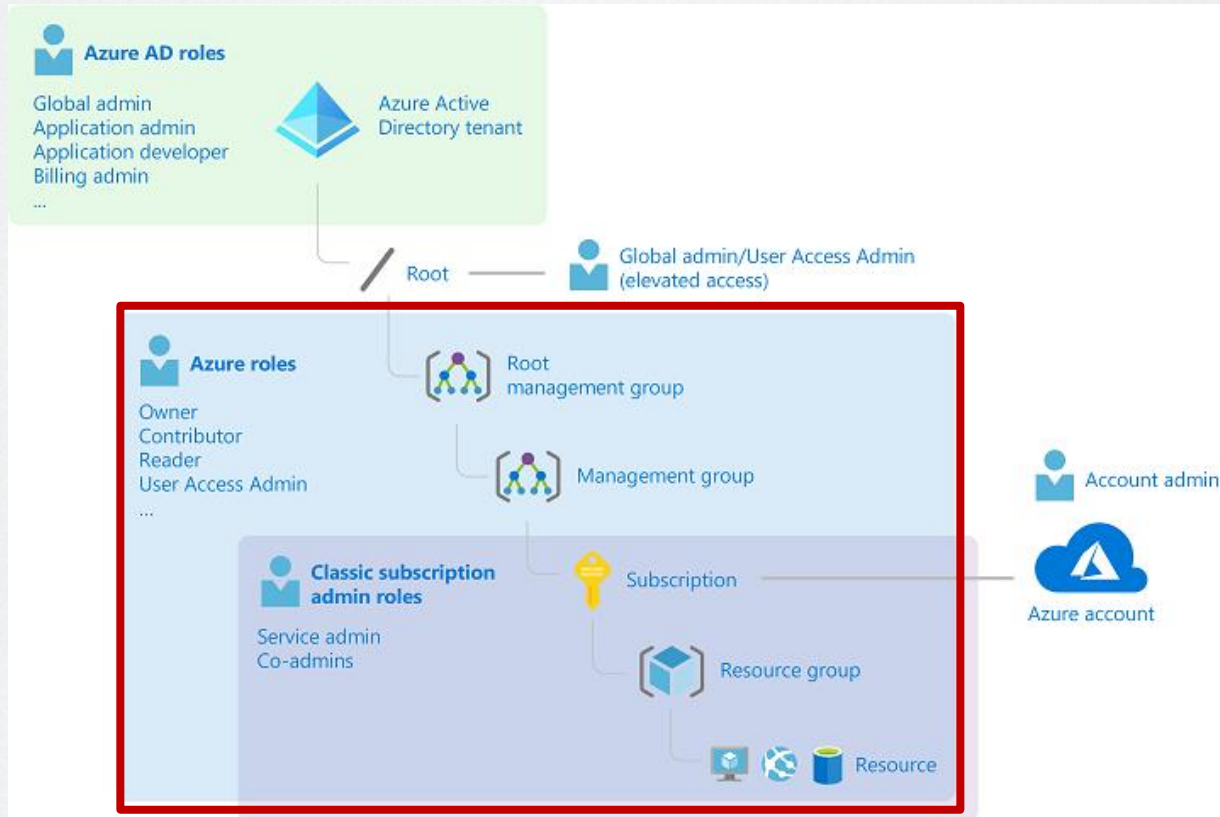 Azure AD roles
Global admin
Application admin
Application developer
Billing admin
...
Azure Active
Directory tenant
Root
Global admin/User Access Admin
(elevated access)
Azure roles
Owner
Contributor
Reader
User Access Admin
...
Root
management group
Management group
Account admin
Azure account
Classic subscription
admin roles
Service admin
Co-admins
Subscription
Resource group
Resource